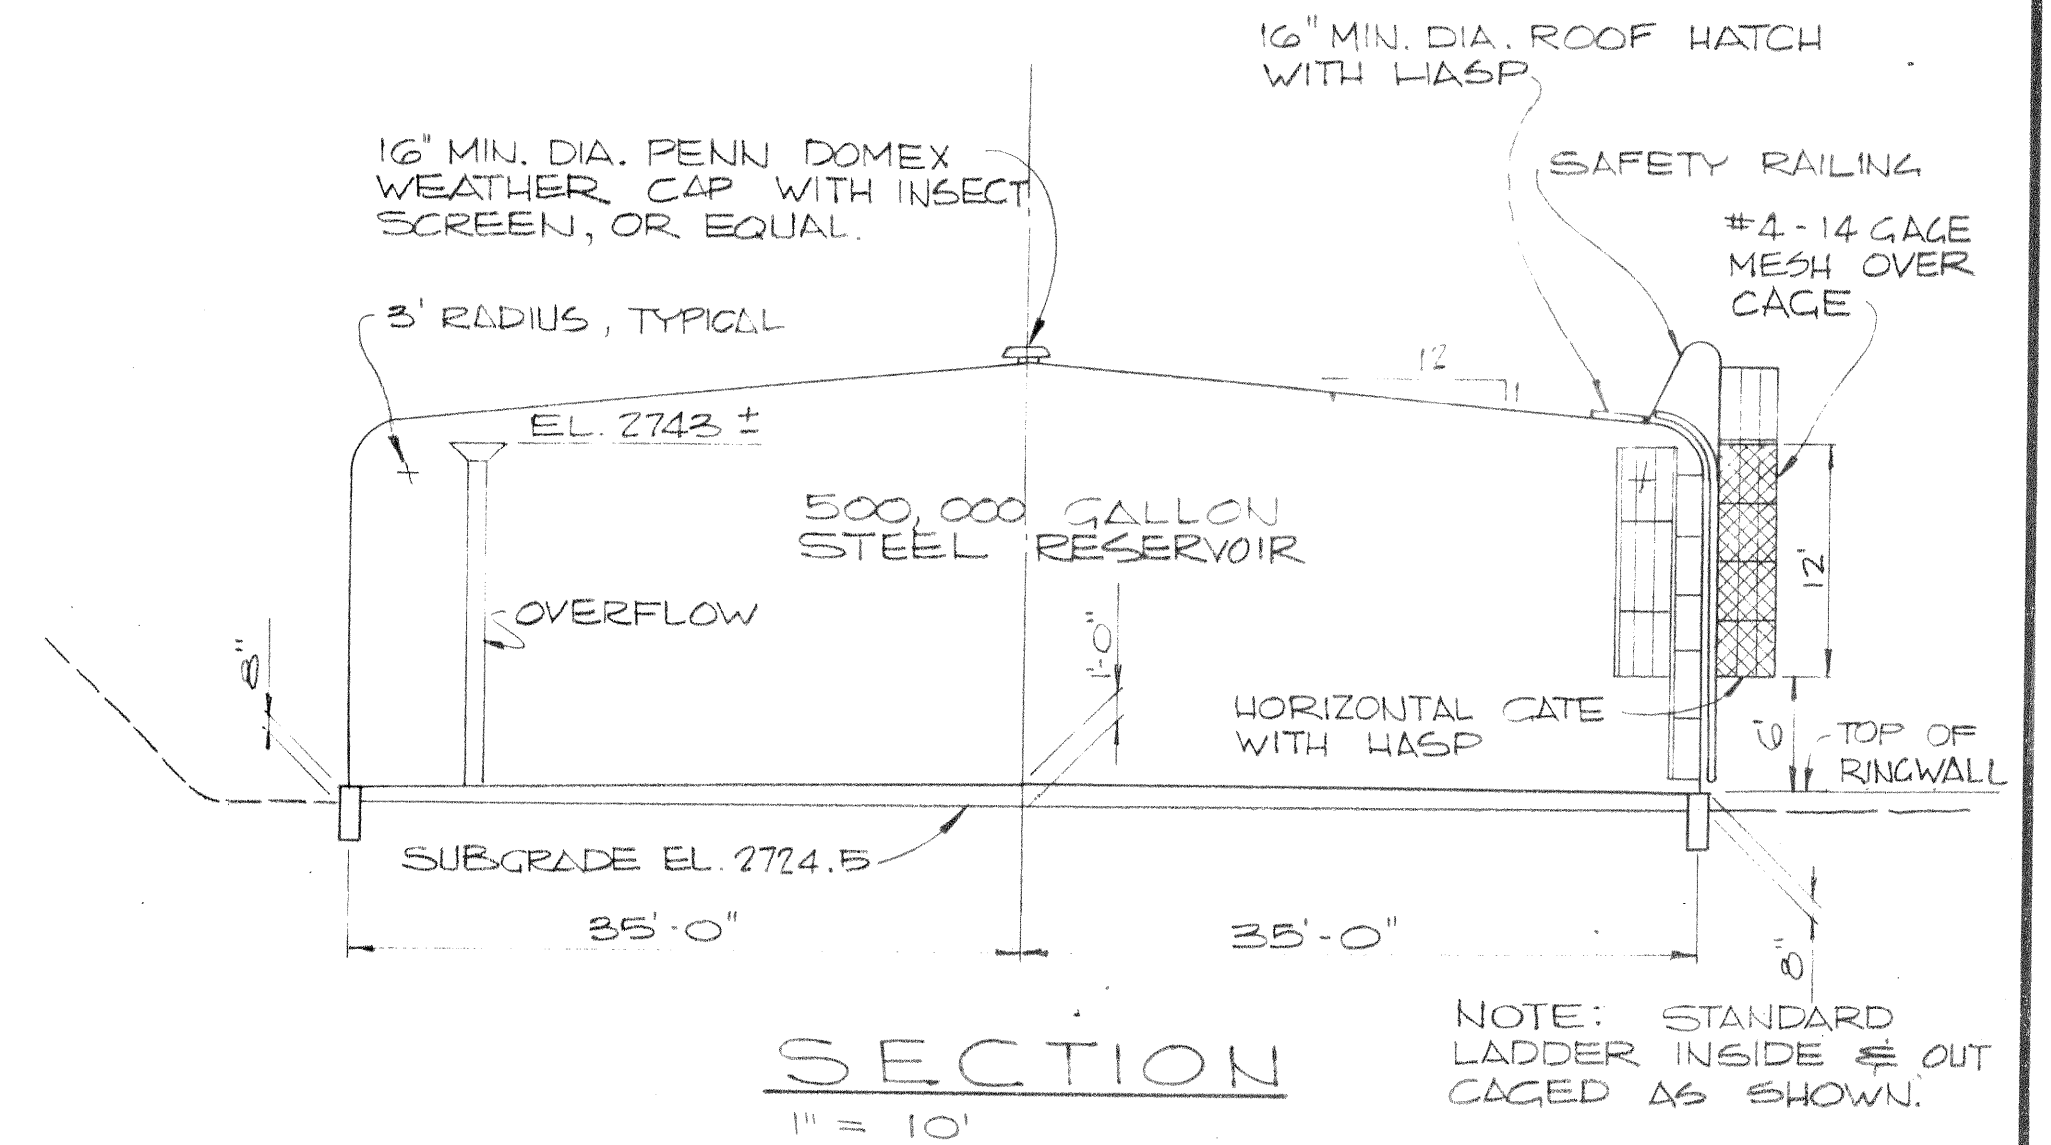 16" MIN. DIA. ROOF HATCH
WITH HASP
16" MIN. DIA. PENN DOMEX
WEATHER CAP WITH INSECT
SCREEN, OR EQUAL.
SAFETY RAILING
#4 - 14 GAGE
MESH OVER
CAGE
3' RADIUS, TYPICAL
12
1
EL. 2743 ±
500,000 GALLON
STEEL RESERVOIR
12'
OVERFLOW
8"
1'-0"
HORIZONTAL GATE
WITH HASP
6'
TOP OF
RINGWALL
SUBGRADE EL. 2724.5
35'-0"
35'-0"
8"
NOTE: STANDARD
LADDER INSIDE & OUT
CAGED AS SHOWN.
SECTION
1" = 10'